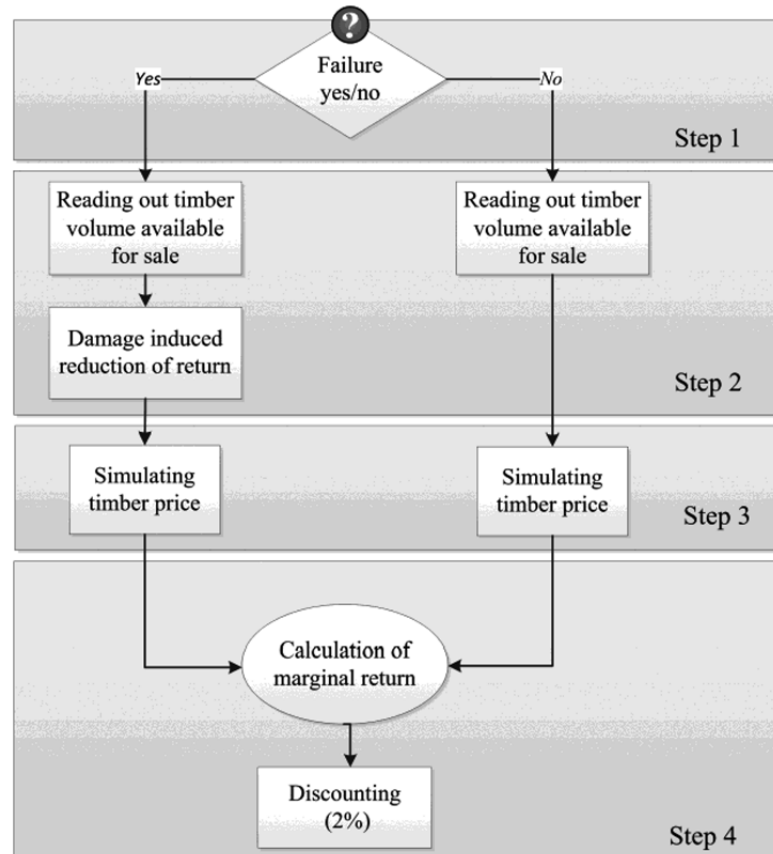 ?
Failure
yes/no
Yes
No
Step 1
Reading out timber
volume available
for sale
Reading out timber
volume available
for sale
Damage induced
reduction of return
Step 2
Simulating
timber price
Simulating
timber price
Step 3
Calculation of
marginal return
Discounting
(2%)
Step 4